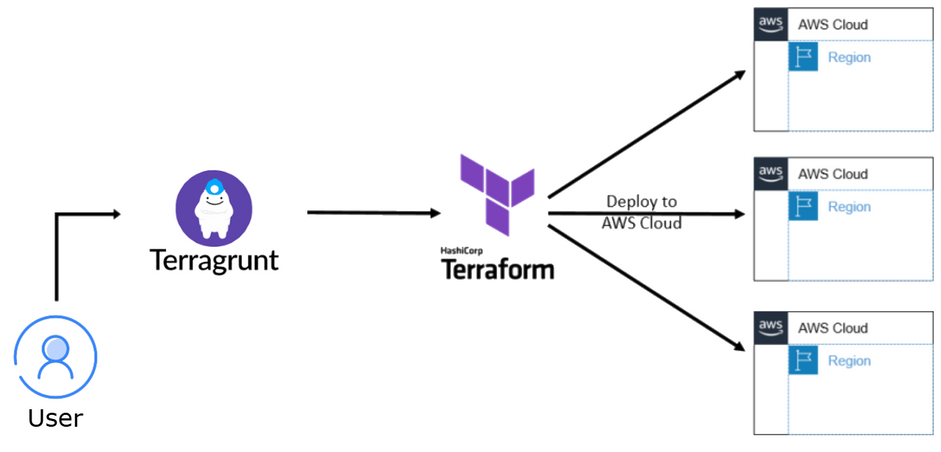 aws
AWS Cloud
Region
aws
AWS Cloud
Region
Deploy to
AWS Cloud
HashiCorp
Terraform
Terragrunt
aws
AWS Cloud
Region
User